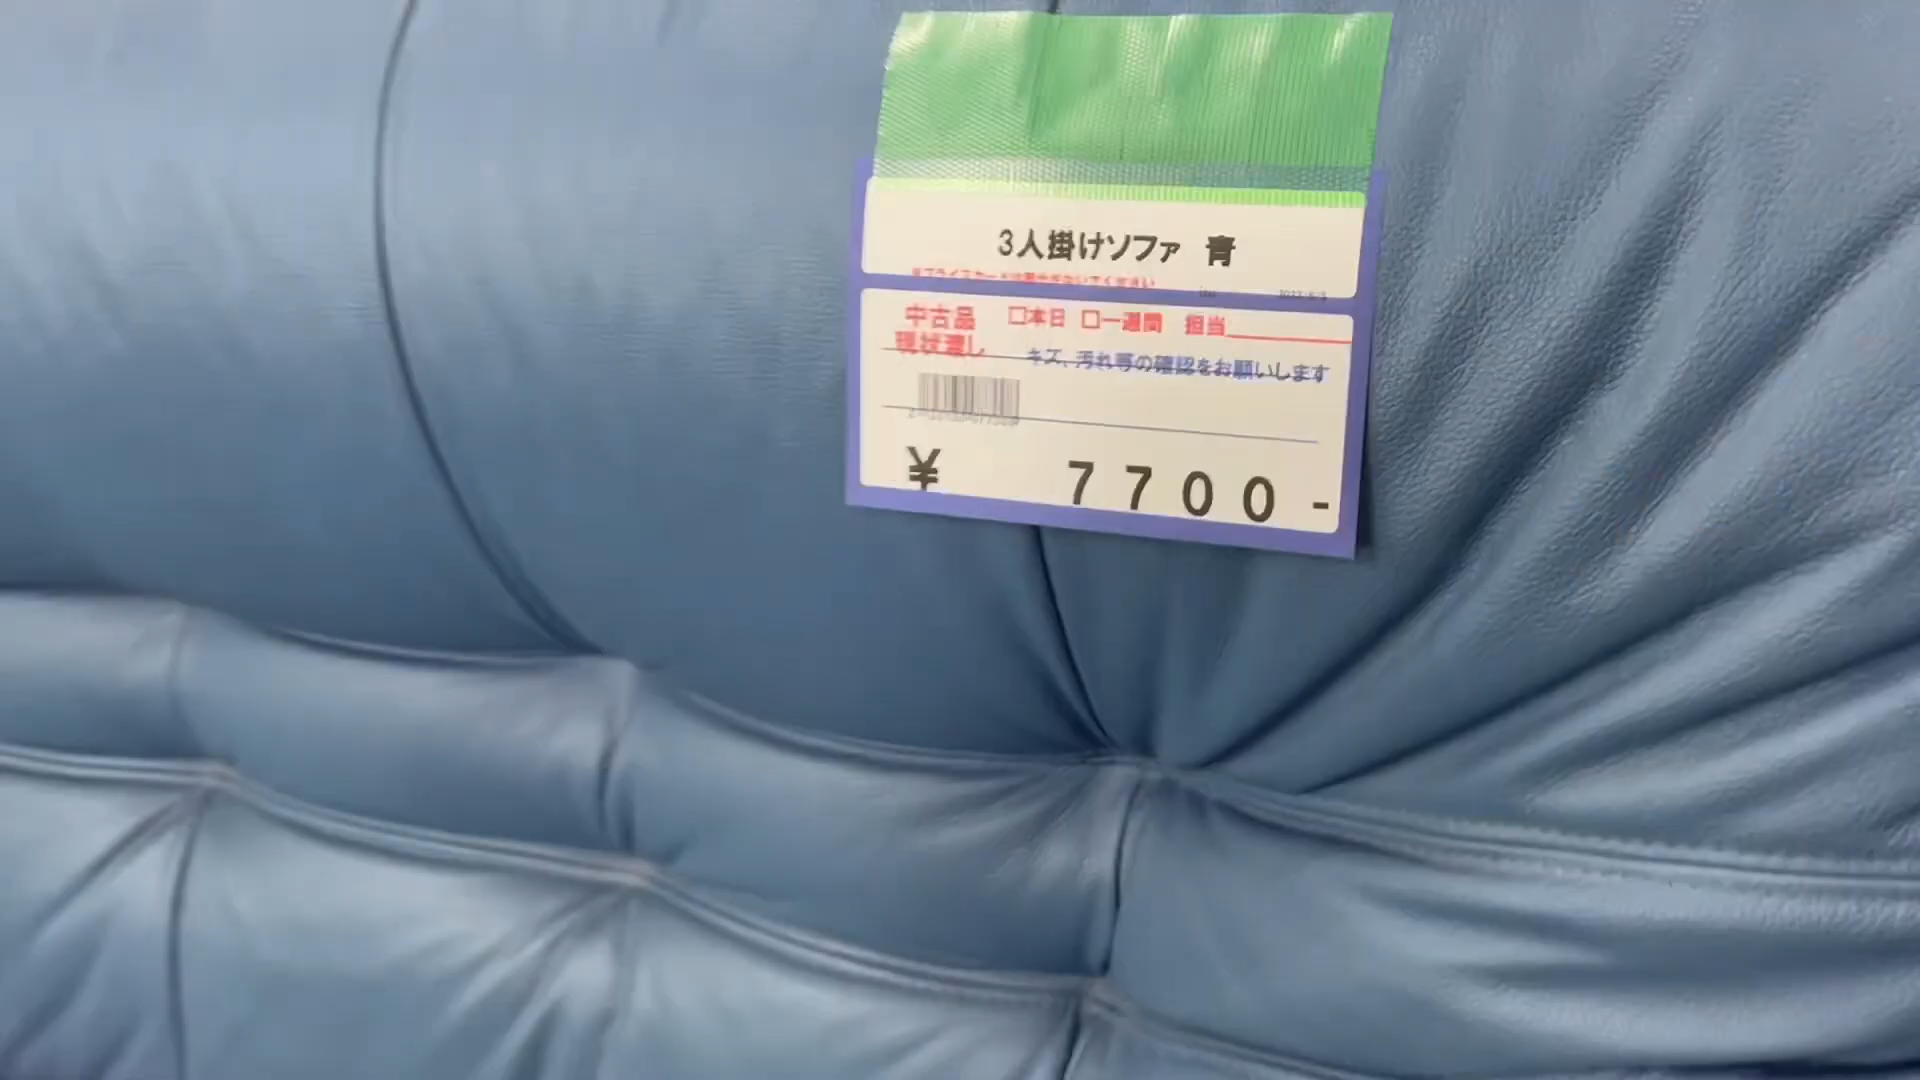 3人掛けソファ 青
中古品 □本日 □一週間 担当
現状渡し キズ、汚れ等の確認をお願いします
¥ 7700-